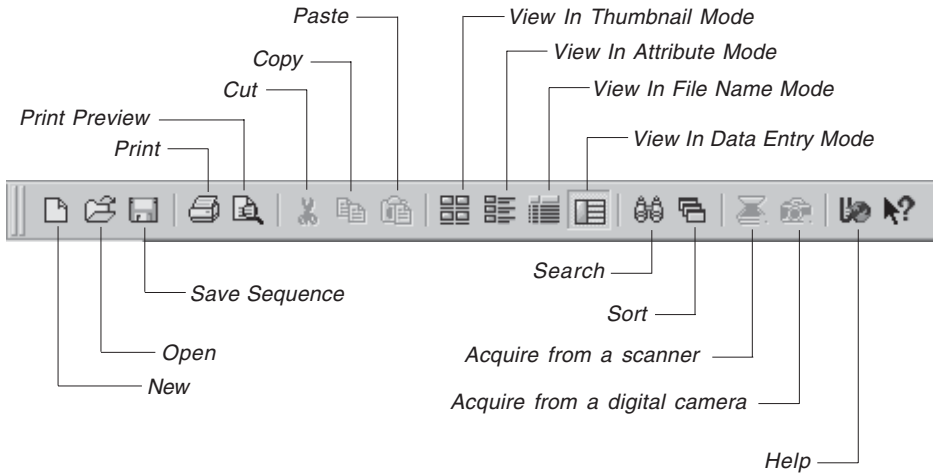 Paste
View In Thumbnail Mode
Copy
View In Attribute Mode
Cut
View In File Name Mode
Print Preview
Print
View In Data Entry Mode
Search
Save Sequence
Sort
Open
Acquire from a scanner
New
Acquire from a digital camera
Help